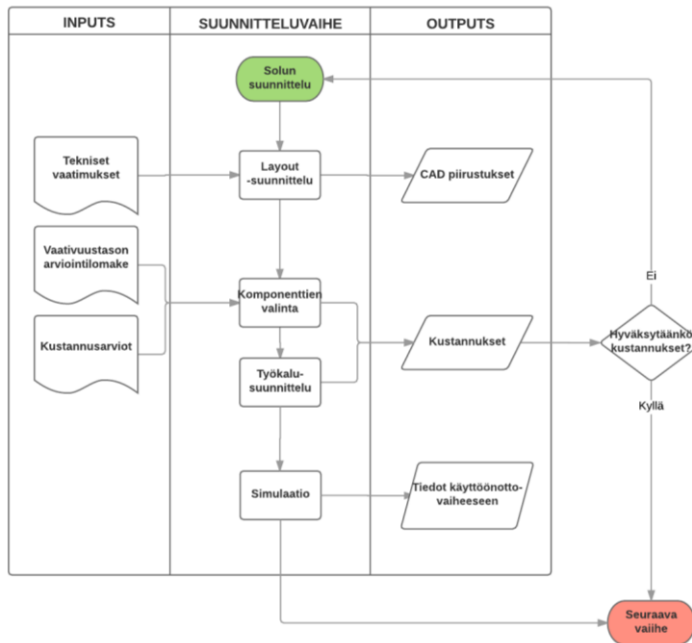 INPUTS
SUUNNITTELUVAIHE
OUTPUTS
Solun
suunnittelu
Tekniset
vaatimukset
Layout
-suunnittelu
CAD piirustukset
Vaativuustason
arviointilomake
Ei
Komponenttien
valinta
Kustannusarviot
Kustannukset
Hyväksytäänkö
kustannukset?
Työkalu-
suunnittelu
Kyllä
Simulaatio
Tiedot käyttöönotto-
vaiheeseen
Seuraava
vaiihe